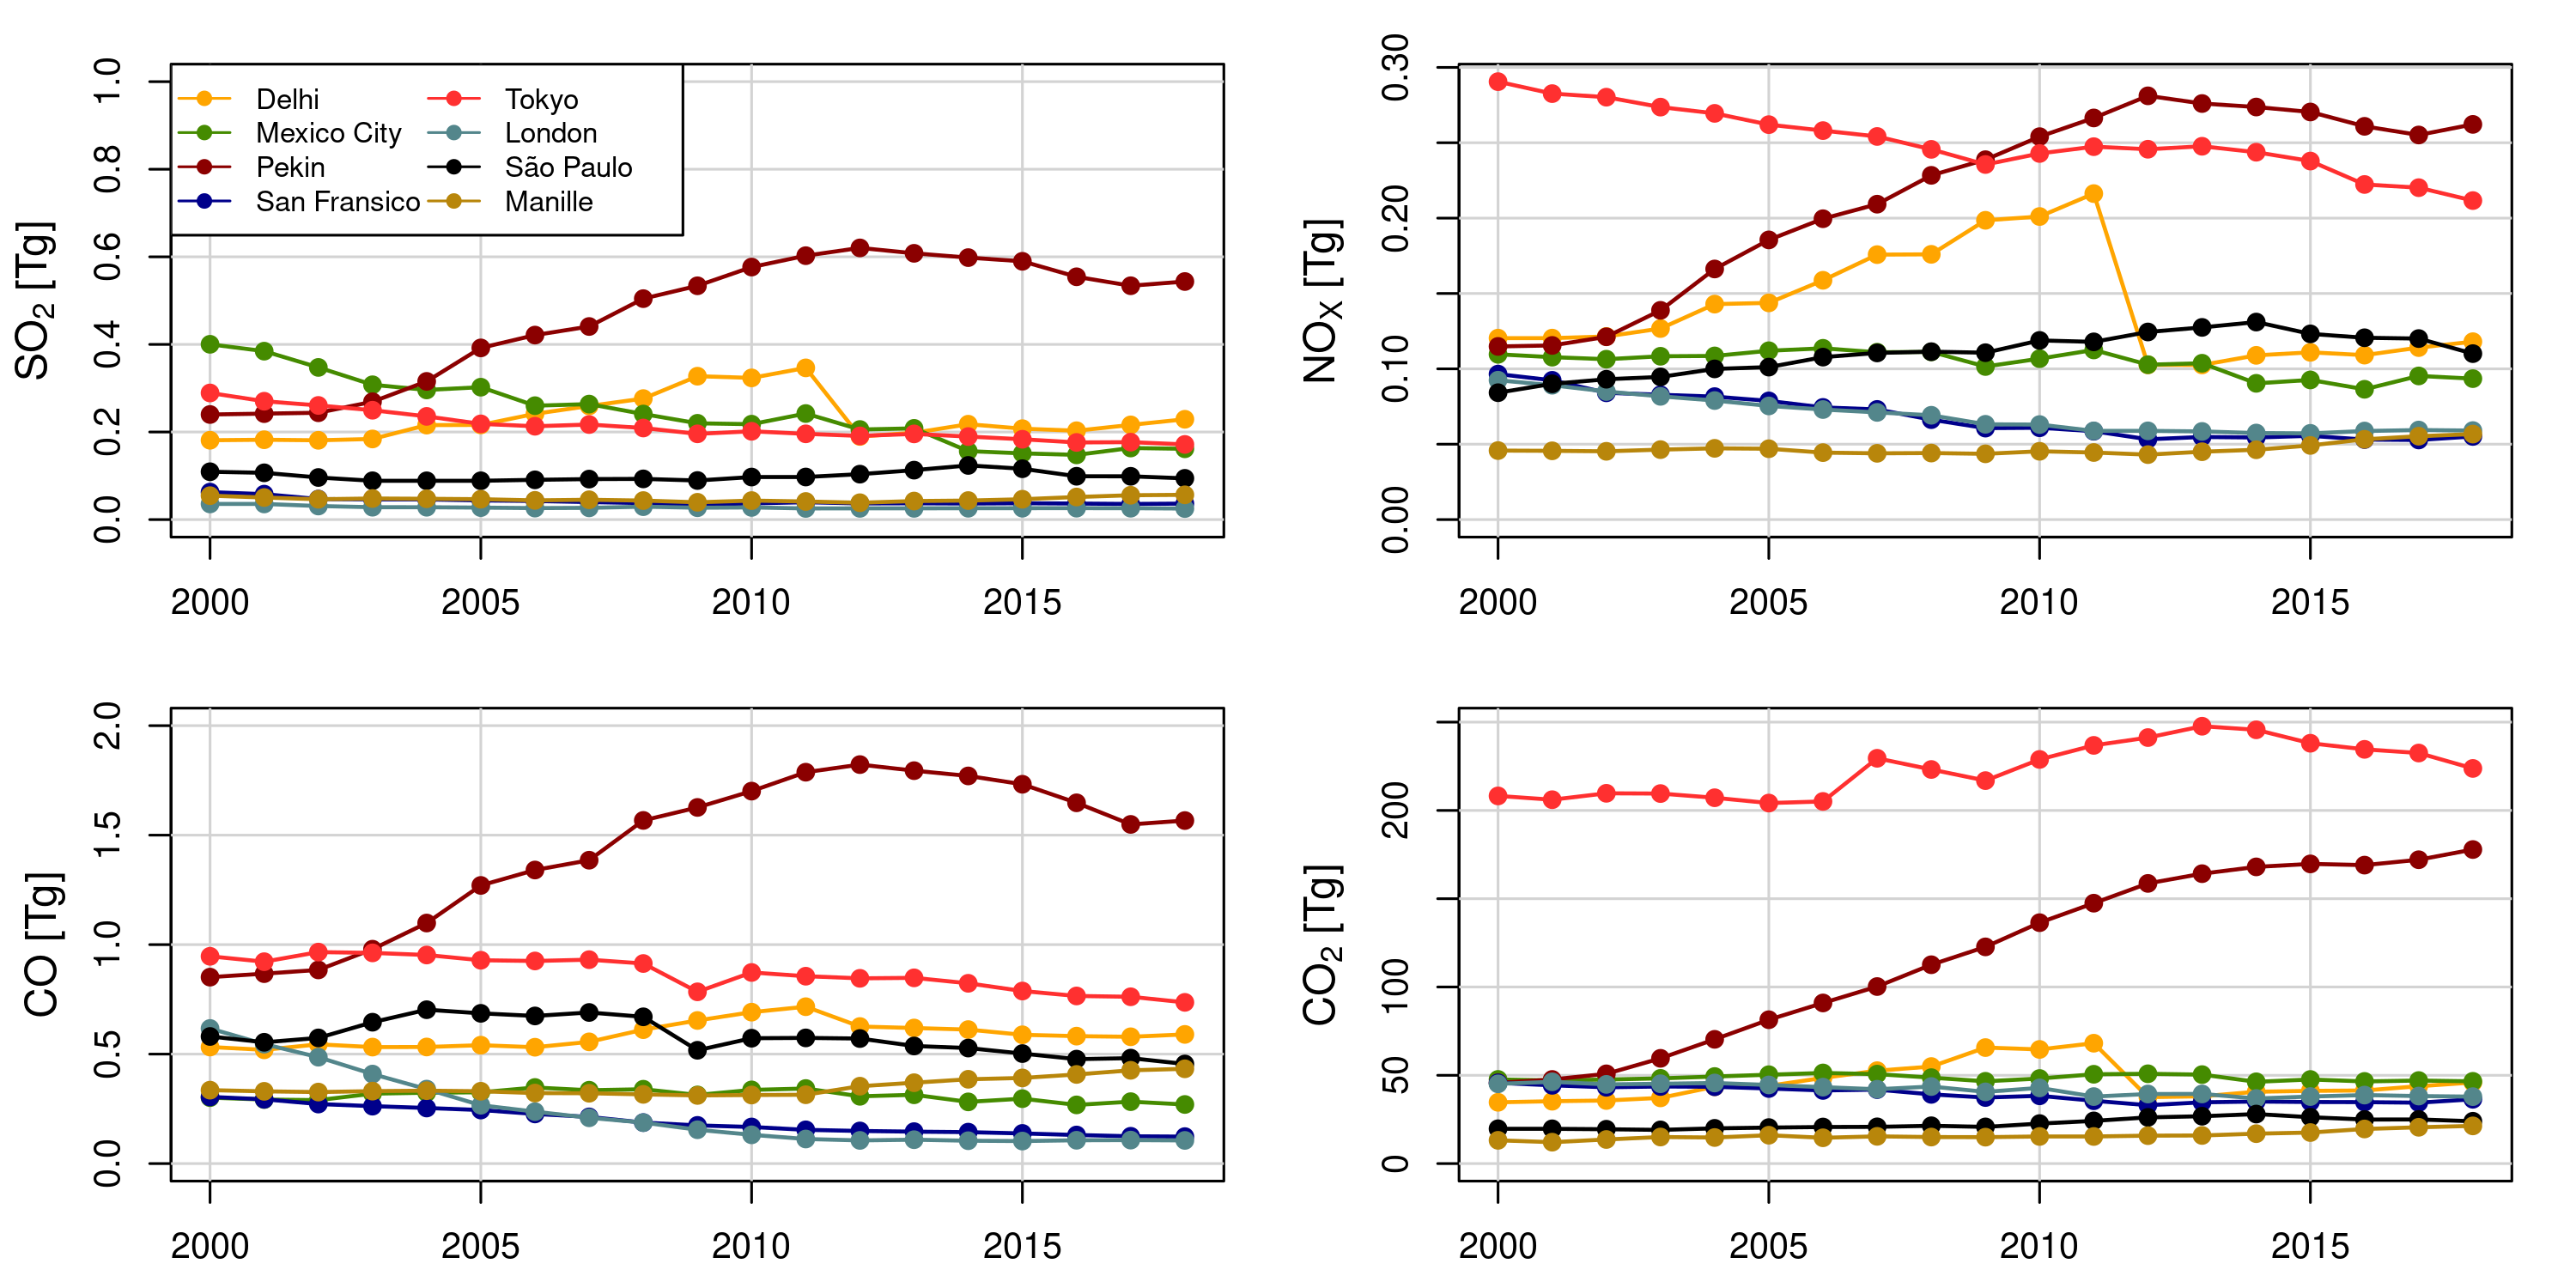 SO₂ [Tg]
1.0
0.8
0.6
0.4
0.2
0.0
Delhi
Mexico City
Pekin
San Fransico
Tokyo
London
São Paulo
Manille
2000 2005 2010 2015
NOX [Tg]
0.30
0.20
0.10
0.00
2000 2005 2010 2015
CO [Tg]
2.0
1.5
1.0
0.5
0.0
2000 2005 2010 2015
CO₂ [Tg]
200
100
50
0
2000 2005 2010 2015